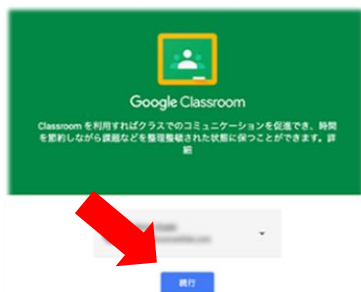 Google Classroom
Classroom を利用すればクラスでのコミュニケーションを促進でき、時間
を節約しながら課題などを整理整頓された状態に保つことができます。詳
細
続行